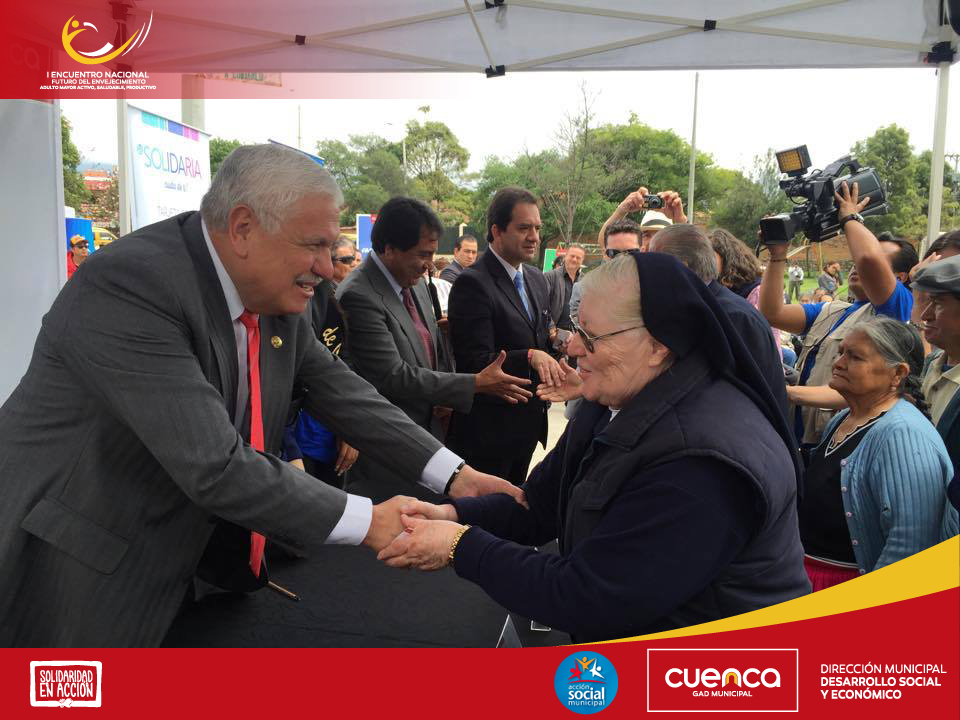 I ENCUENTRO NACIONAL
FUTURO DEL ENVEJECIMIENTO
ADULTO MAYOR ACTIVO, SALUDABLE, PRODUCTIVO
SOLIDARIA
de
SOLIDARIDAD
EN ACCIÓN
acción
social
municipal
CUENCA
GAD MUNICIPAL
DIRECCIÓN MUNICIPAL
DESARROLLO SOCIAL
Y ECONÓMICO